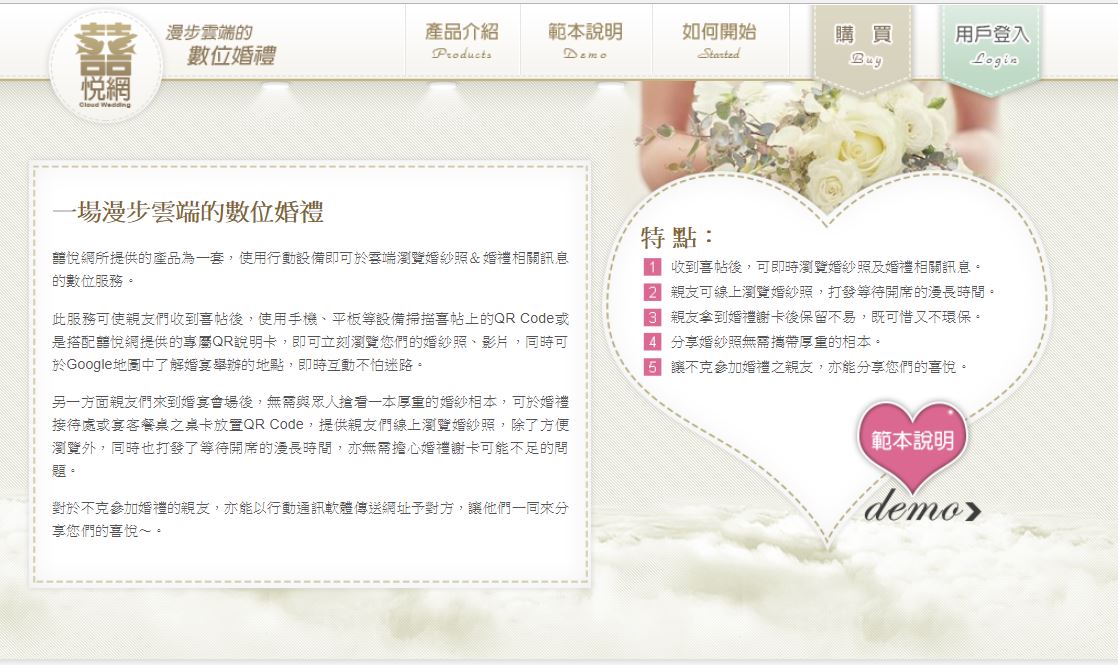 囍
悅網
Cloud Wedding
漫步雲端的
數位婚禮
產品介紹
Products
範本說明
Demo
如何開始
Started
購 買
Buy
用戶登入
Login
一場漫步雲端的數位婚禮
囍悅網所提供的產品為一套，使用行動設備即可於雲端瀏覽婚紗照＆婚禮相關訊息
的數位服務。
此服務可使親友們收到喜帖後，使用手機、平板等設備掃描喜帖上的QR Code或
是搭配囍悅網提供的專屬QR說明卡，即可立刻瀏覽您們的婚紗照、影片，同時可
於Google地圖中了解婚宴舉辦的地點，即時互動不怕迷路。
另一方面親友們來到婚宴會場後，無需與眾人搶看一本厚重的婚紗相本，可於婚禮
接待處或宴客餐桌之桌卡放置QR Code，提供親友們線上瀏覽婚紗照，除了方便
瀏覽外，同時也打發了等待開席的漫長時間，亦無需擔心婚禮謝卡可能不足的問
題。
對於不克參加婚禮的親友，亦能以行動通訊軟體傳送網址予對方，讓他們一同來分
享您們的喜悅～。
特 點：
1 收到喜帖後，可即時瀏覽婚紗照及婚禮相關訊息。
2 親友可線上瀏覽婚紗照，打發等待開席的漫長時間。
3 親友拿到婚禮謝卡後保留不易，既可惜又不環保。
4 分享婚紗照無需攜帶厚重的相本。
5 讓不克參加婚禮之親友，亦能分享您們的喜悅。
範本說明
demo